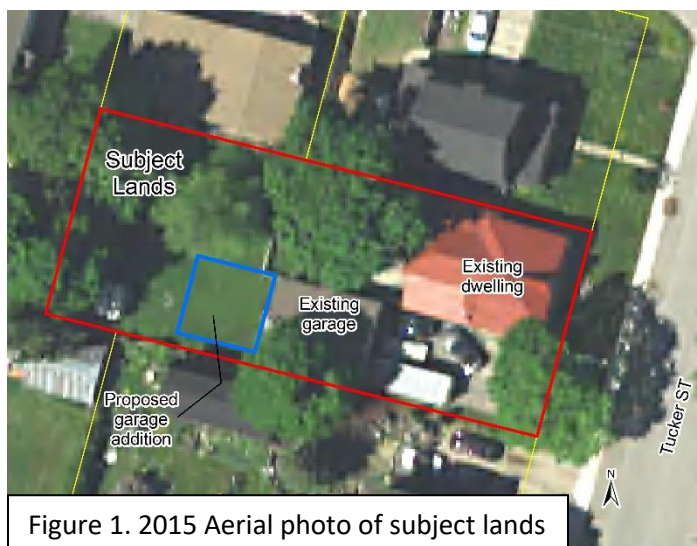 Subject
Lands
Existing
dwelling
Existing
garage
Proposed
garage
addition
Tucker ST
N
Figure 1. 2015 Aerial photo of subject lands